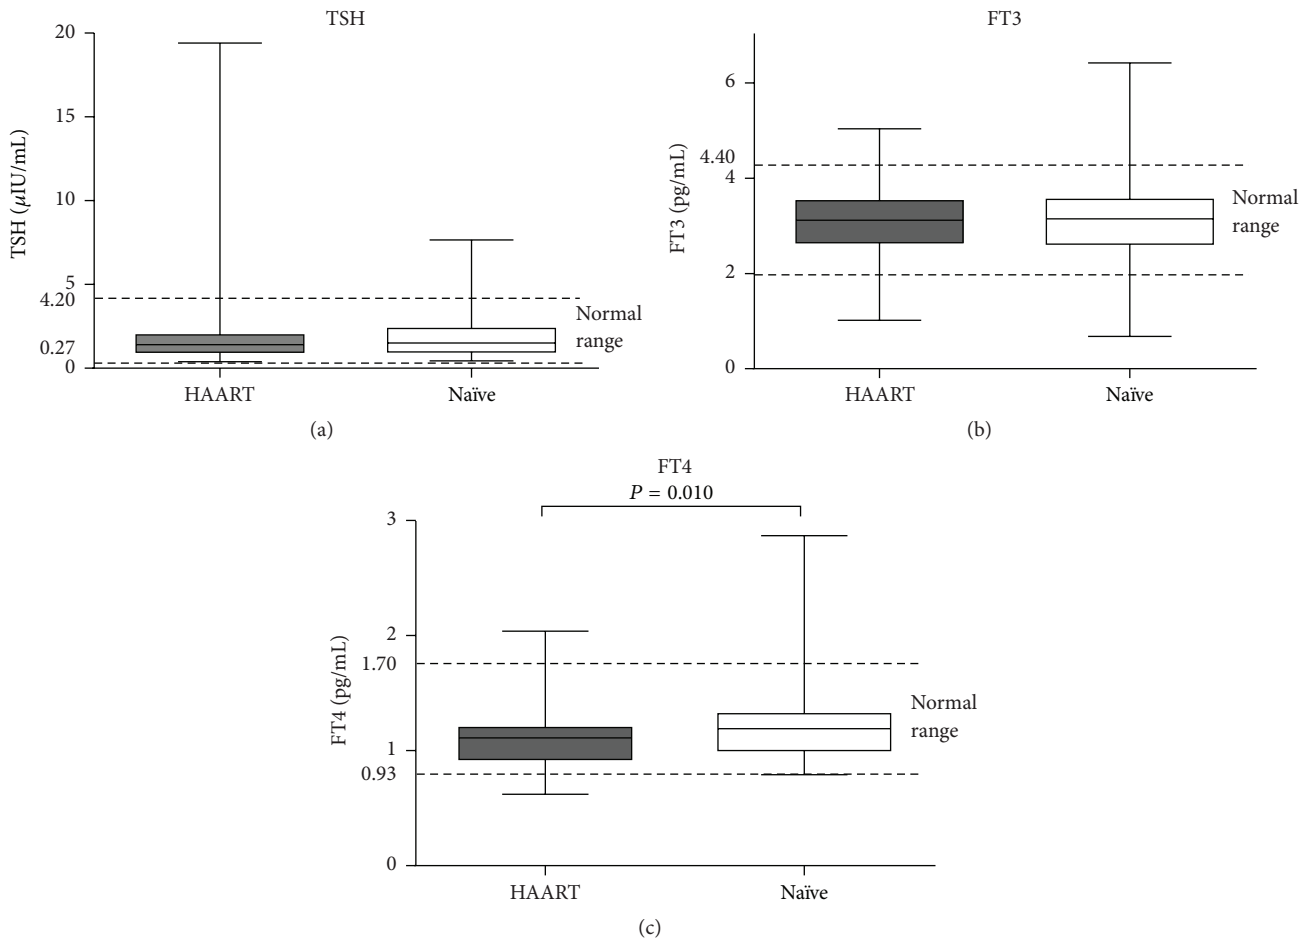 TSH
TSH (μIU/mL)
20
15
10
5
4.20
0.27
0
Normal
range
HAART
Naïve
(a)
FT3
FT3 (pg/mL)
6
4.40
4
2
0
Normal
range
HAART
Naïve
(b)
FT4
P = 0.010
FT4 (pg/mL)
3
2
1.70
1
0.93
0
Normal
range
HAART
Naïve
(c)